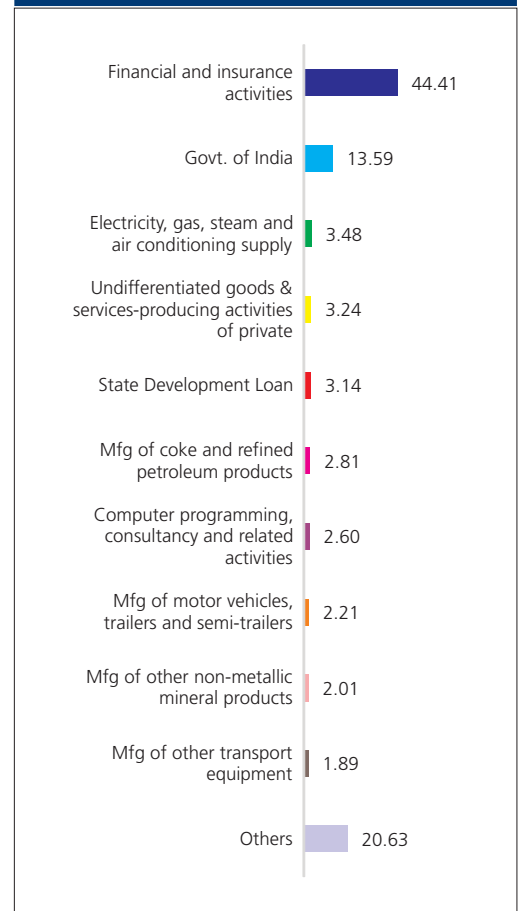 Financial and insurance
activities
44.41
Govt. of India
13.59
Electricity, gas, steam and
air conditioning supply
3.48
Undifferentiated goods &
services-producing activities
of private
3.24
State Development Loan
3.14
Mfg of coke and refined
petroleum products
2.81
Computer programming,
consultancy and related
activities
2.60
Mfg of motor vehicles,
trailers and semi-trailers
2.21
Mfg of other non-metallic
mineral products
2.01
Mfg of other transport
equipment
1.89
Others
20.63